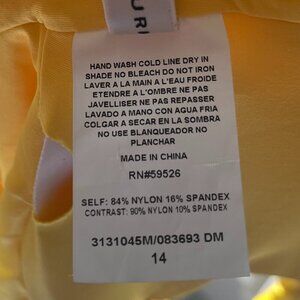 HAND WASH COLD LINE DRY IN
SHADE NO BLEACH DO NOT IRON
LAVER A LA MAIN A L'EAU FROIDE
ETENDRE A L'OMBRE NE PAS
JAVELLISER NE PAS REPASSER
LAVADO A MANO CON AGUA FRIA
COLGAR A SECAR EN LA SOMBRA
NO USE BLANQUEADOR NO
PLANCHAR
MADE IN CHINA
RN#59526
SELF: 84% NYLON 16% SPANDEX
CONTRAST: 90% NYLON 10% SPANDEX
3131045M/083693 DM
14